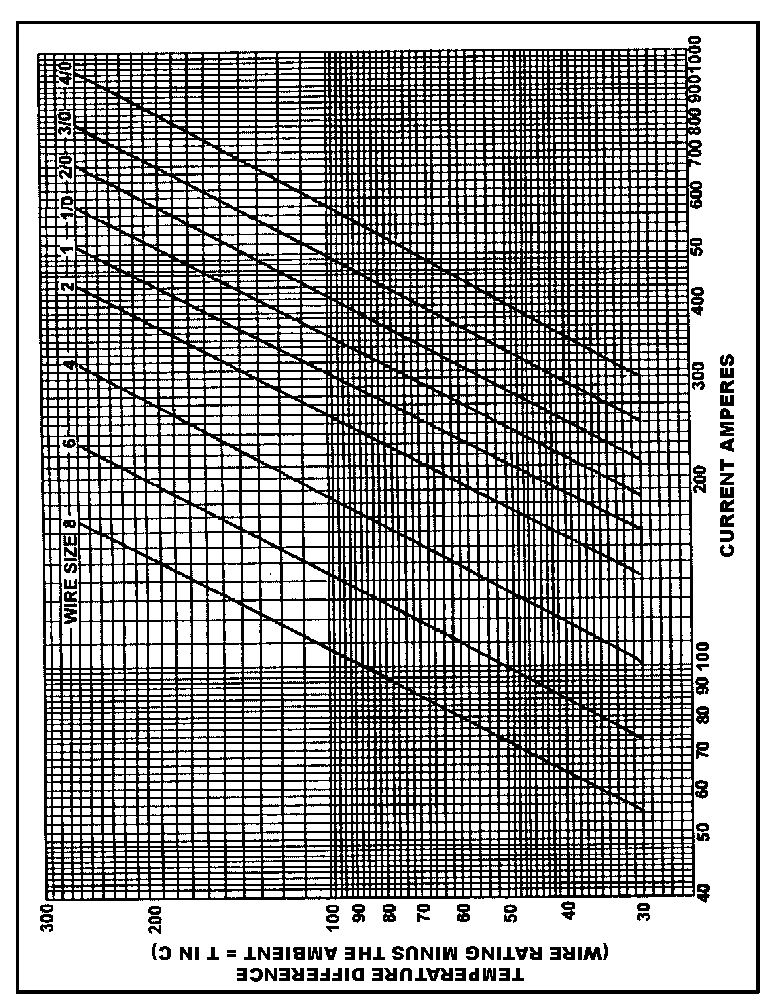 WIRE SIZE 8 6 4 2 1 1/0 2/0 3/0 4/0
300
200
100
90
80
70
60
50
40
30
TEMPERATURE DIFFERENCE
(WIRE RATING MINUS THE AMBIENT = T IN C)
40 50 60 70 80 90 100 200 300 400 50 600 700 800 900 1000
CURRENT AMPERES